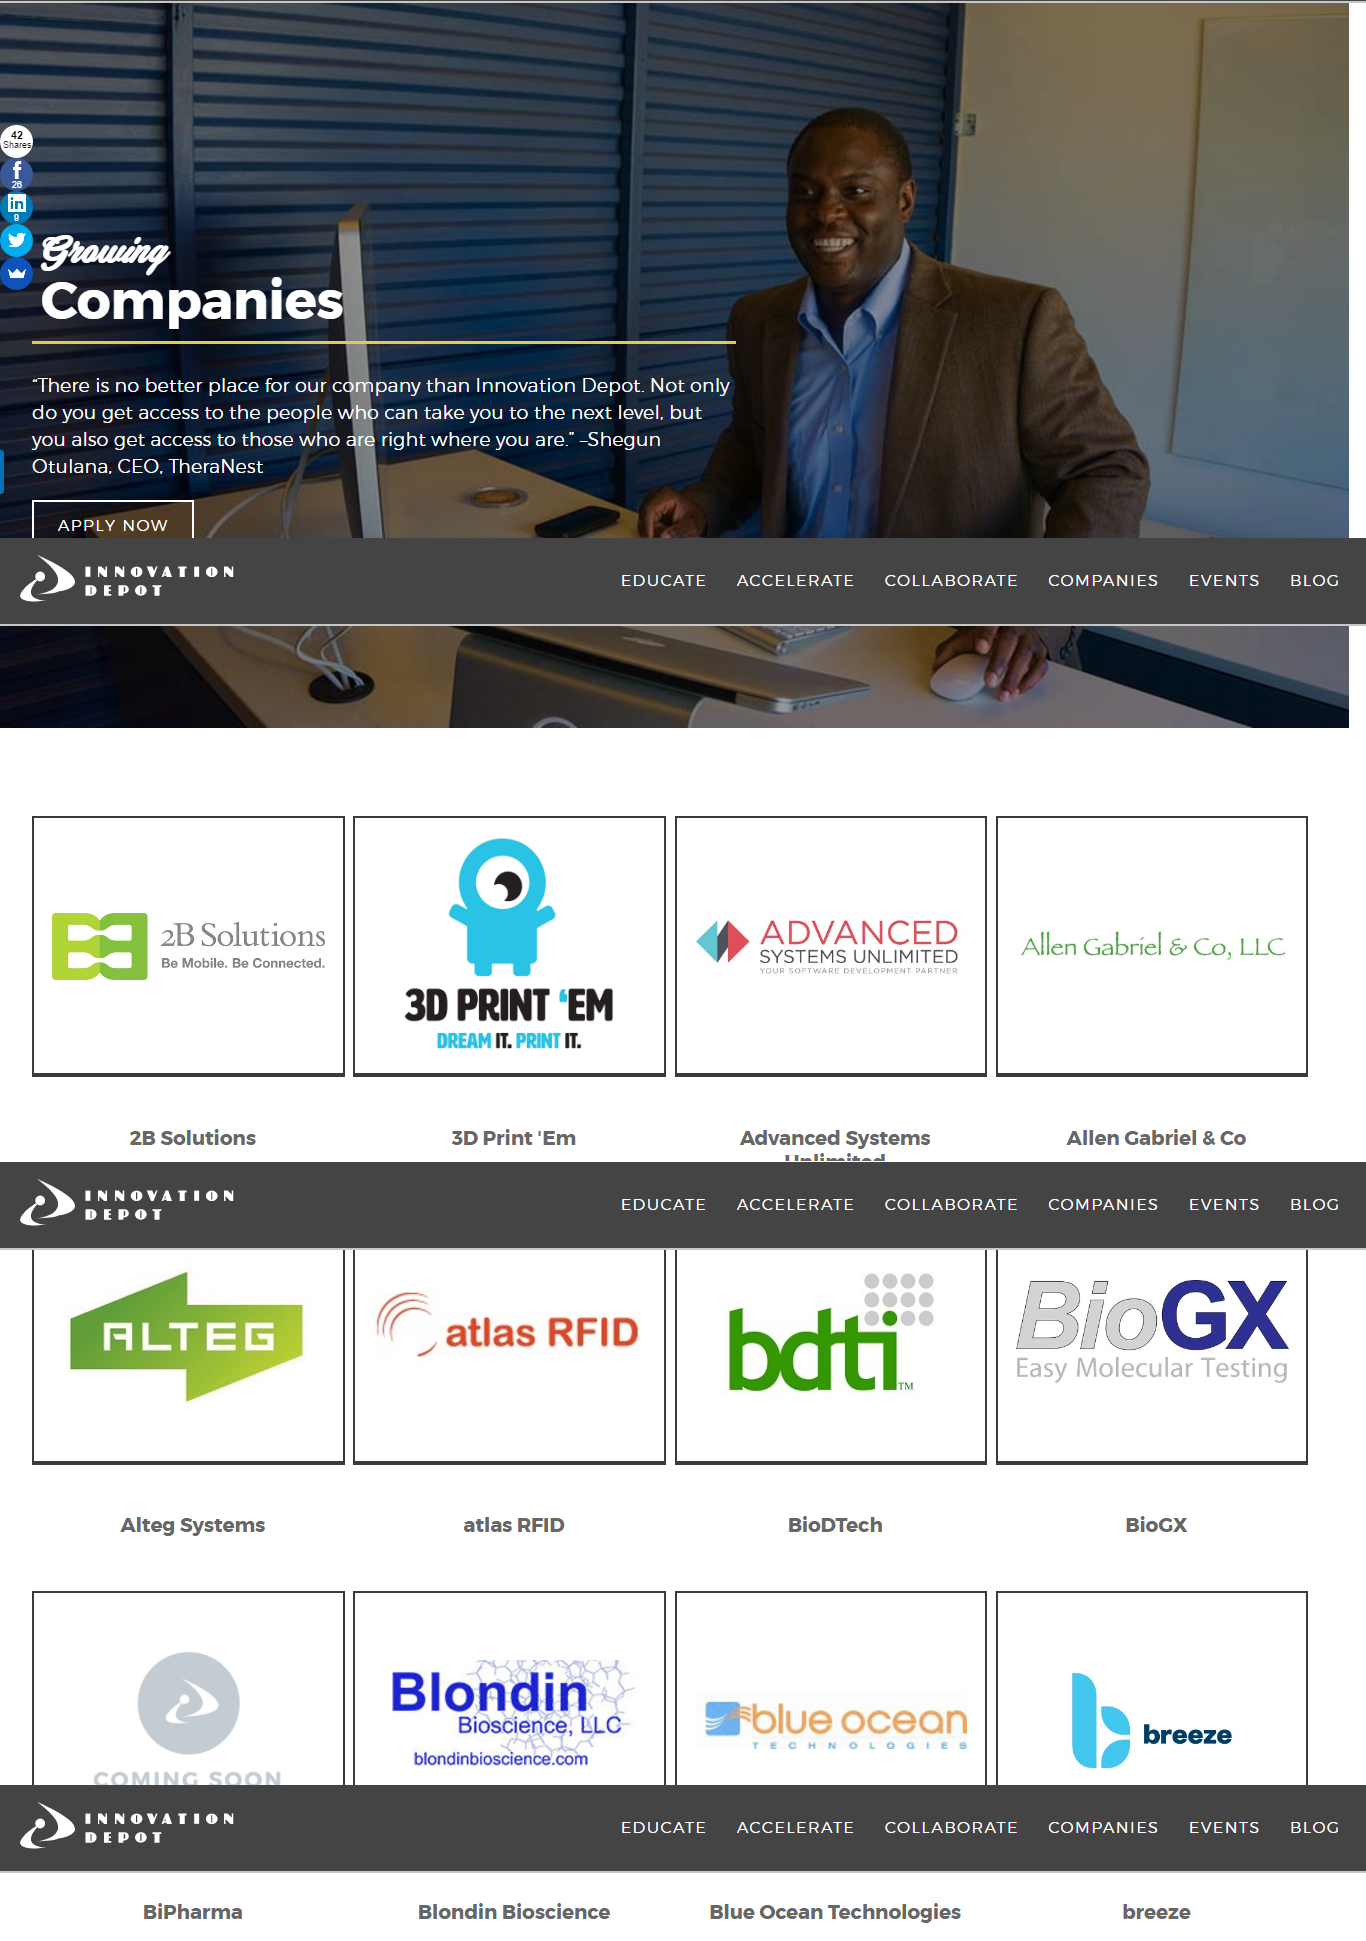 42
Shares
26
9
Growing
Companies
“There is no better place for our company than Innovation Depot. Not only
do you get access to the people who can take you to the next level, but
you also get access to those who are right where you are.” –Shegun
Otulana, CEO, TheraNest
APPLY NOW
INNOVATION
DEPOT
EDUCATE ACCELERATE COLLABORATE COMPANIES EVENTS BLOG
2B Solutions
Be Mobile. Be Connected.
3D PRINT ‘EM
DREAM IT. PRINT IT.
ADVANCED
SYSTEMS UNLIMITED
YOUR SOFTWARE DEVELOPMENT PARTNER
Allen Gabriel & Co, LLC
2B Solutions
3D Print 'Em
Advanced Systems
Unlimited
Allen Gabriel & Co
INNOVATION
DEPOT
EDUCATE ACCELERATE COLLABORATE COMPANIES EVENTS BLOG
ALTEG
atlas RFID
bdti™
BioGX
Easy Molecular Testing
Alteg Systems
atlas RFID
BioDTech
BioGX
COMING SOON
Blondin
Bioscience, LLC
blondinbioscience.com
blue ocean
TECHNOLOGIES
breeze
INNOVATION
DEPOT
EDUCATE ACCELERATE COLLABORATE COMPANIES EVENTS BLOG
BiPharma
Blondin Bioscience
Blue Ocean Technologies
breeze